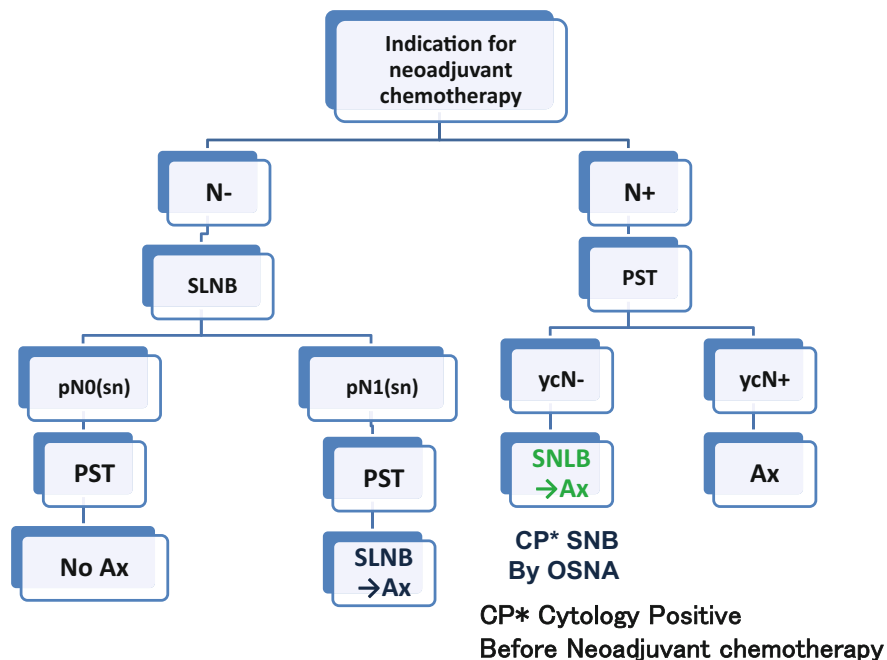 Indication for
neoadjuvant
chemotherapy
N-
N+
SLNB
PST
pN0(sn)
pN1(sn)
ycN-
ycN+
PST
PST
SNLB
→Ax
Ax
No Ax
SLNB
→Ax
CP* SNB
By OSNA
CP* Cytology Positive
Before Neoadjuvant chemotherapy